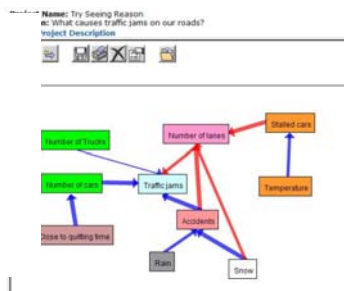 Project Name: Try Seeing Reason
n: What causes traffic jams on our roads?
Project Description
Stalled cars
Number of lanes
Number of Trucks
Number of cars
Traffic jams
Temperature
Accidents
Close to quitting time
Rain
Snow